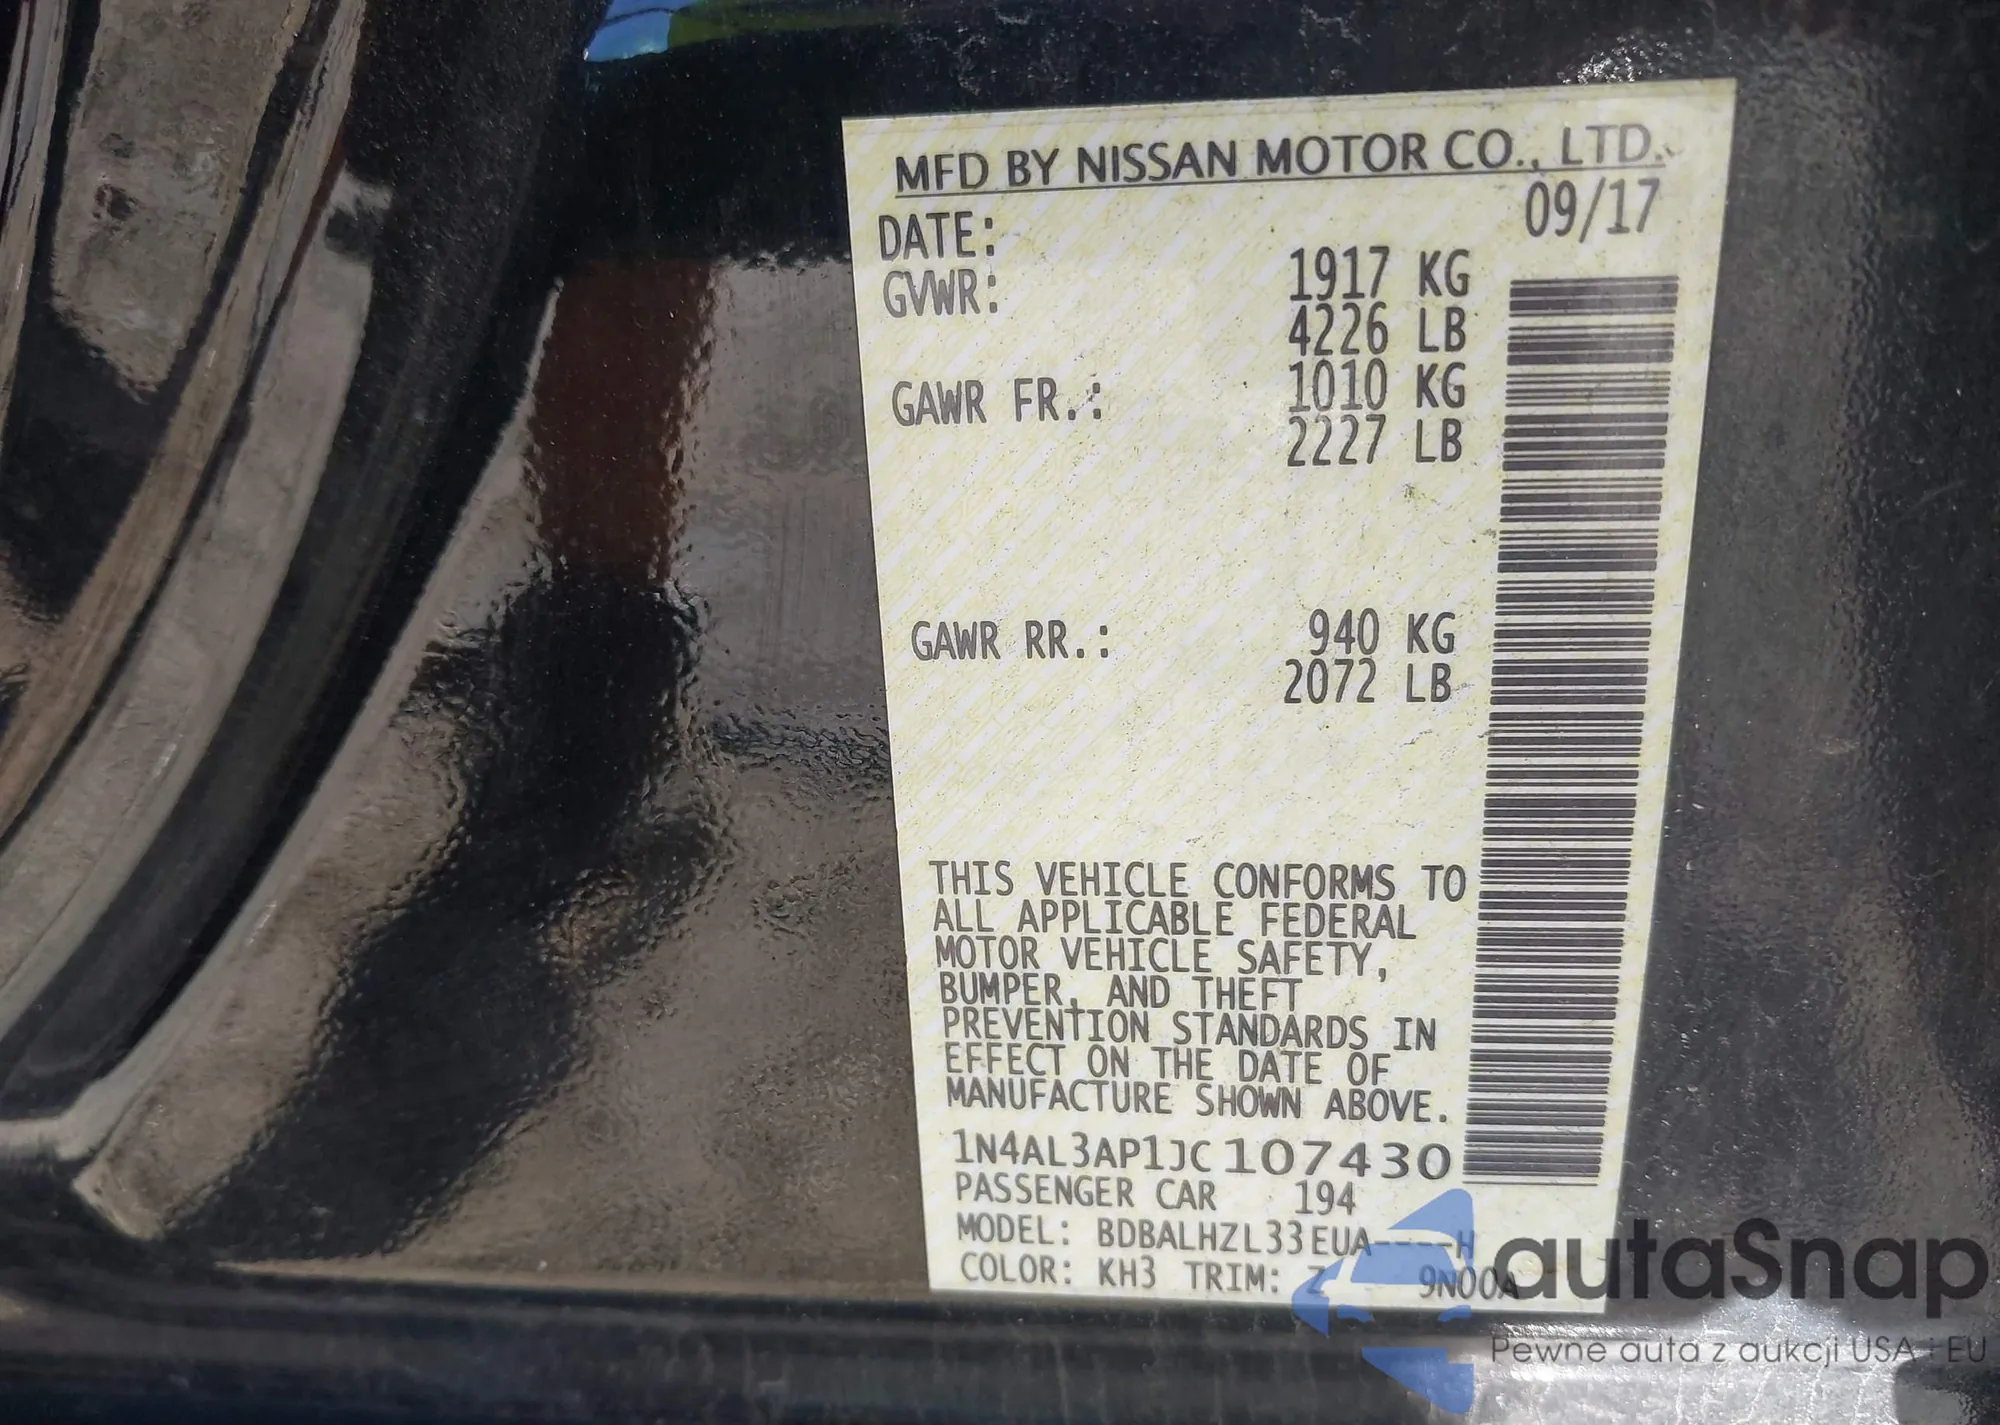 MFD BY NISSAN MOTOR CO., LTD.
DATE: 09/17
GVWR: 1917 KG
4226 LB
GAWR FR.: 1010 KG
2227 LB
GAWR RR.: 940 KG
2072 LB
THIS VEHICLE CONFORMS TO
ALL APPLICABLE FEDERAL
MOTOR VEHICLE SAFETY,
BUMPER, AND THEFT
PREVENTION STANDARDS IN
EFFECT ON THE DATE OF
MANUFACTURE SHOWN ABOVE.
1N4AL3AP1JC107430
PASSENGER CAR 194
MODEL: BDBALHZL33EUA----H
COLOR: KH3 TRIM: 9N00A
autaSnap
Pewne auta z aukcji USA i EU